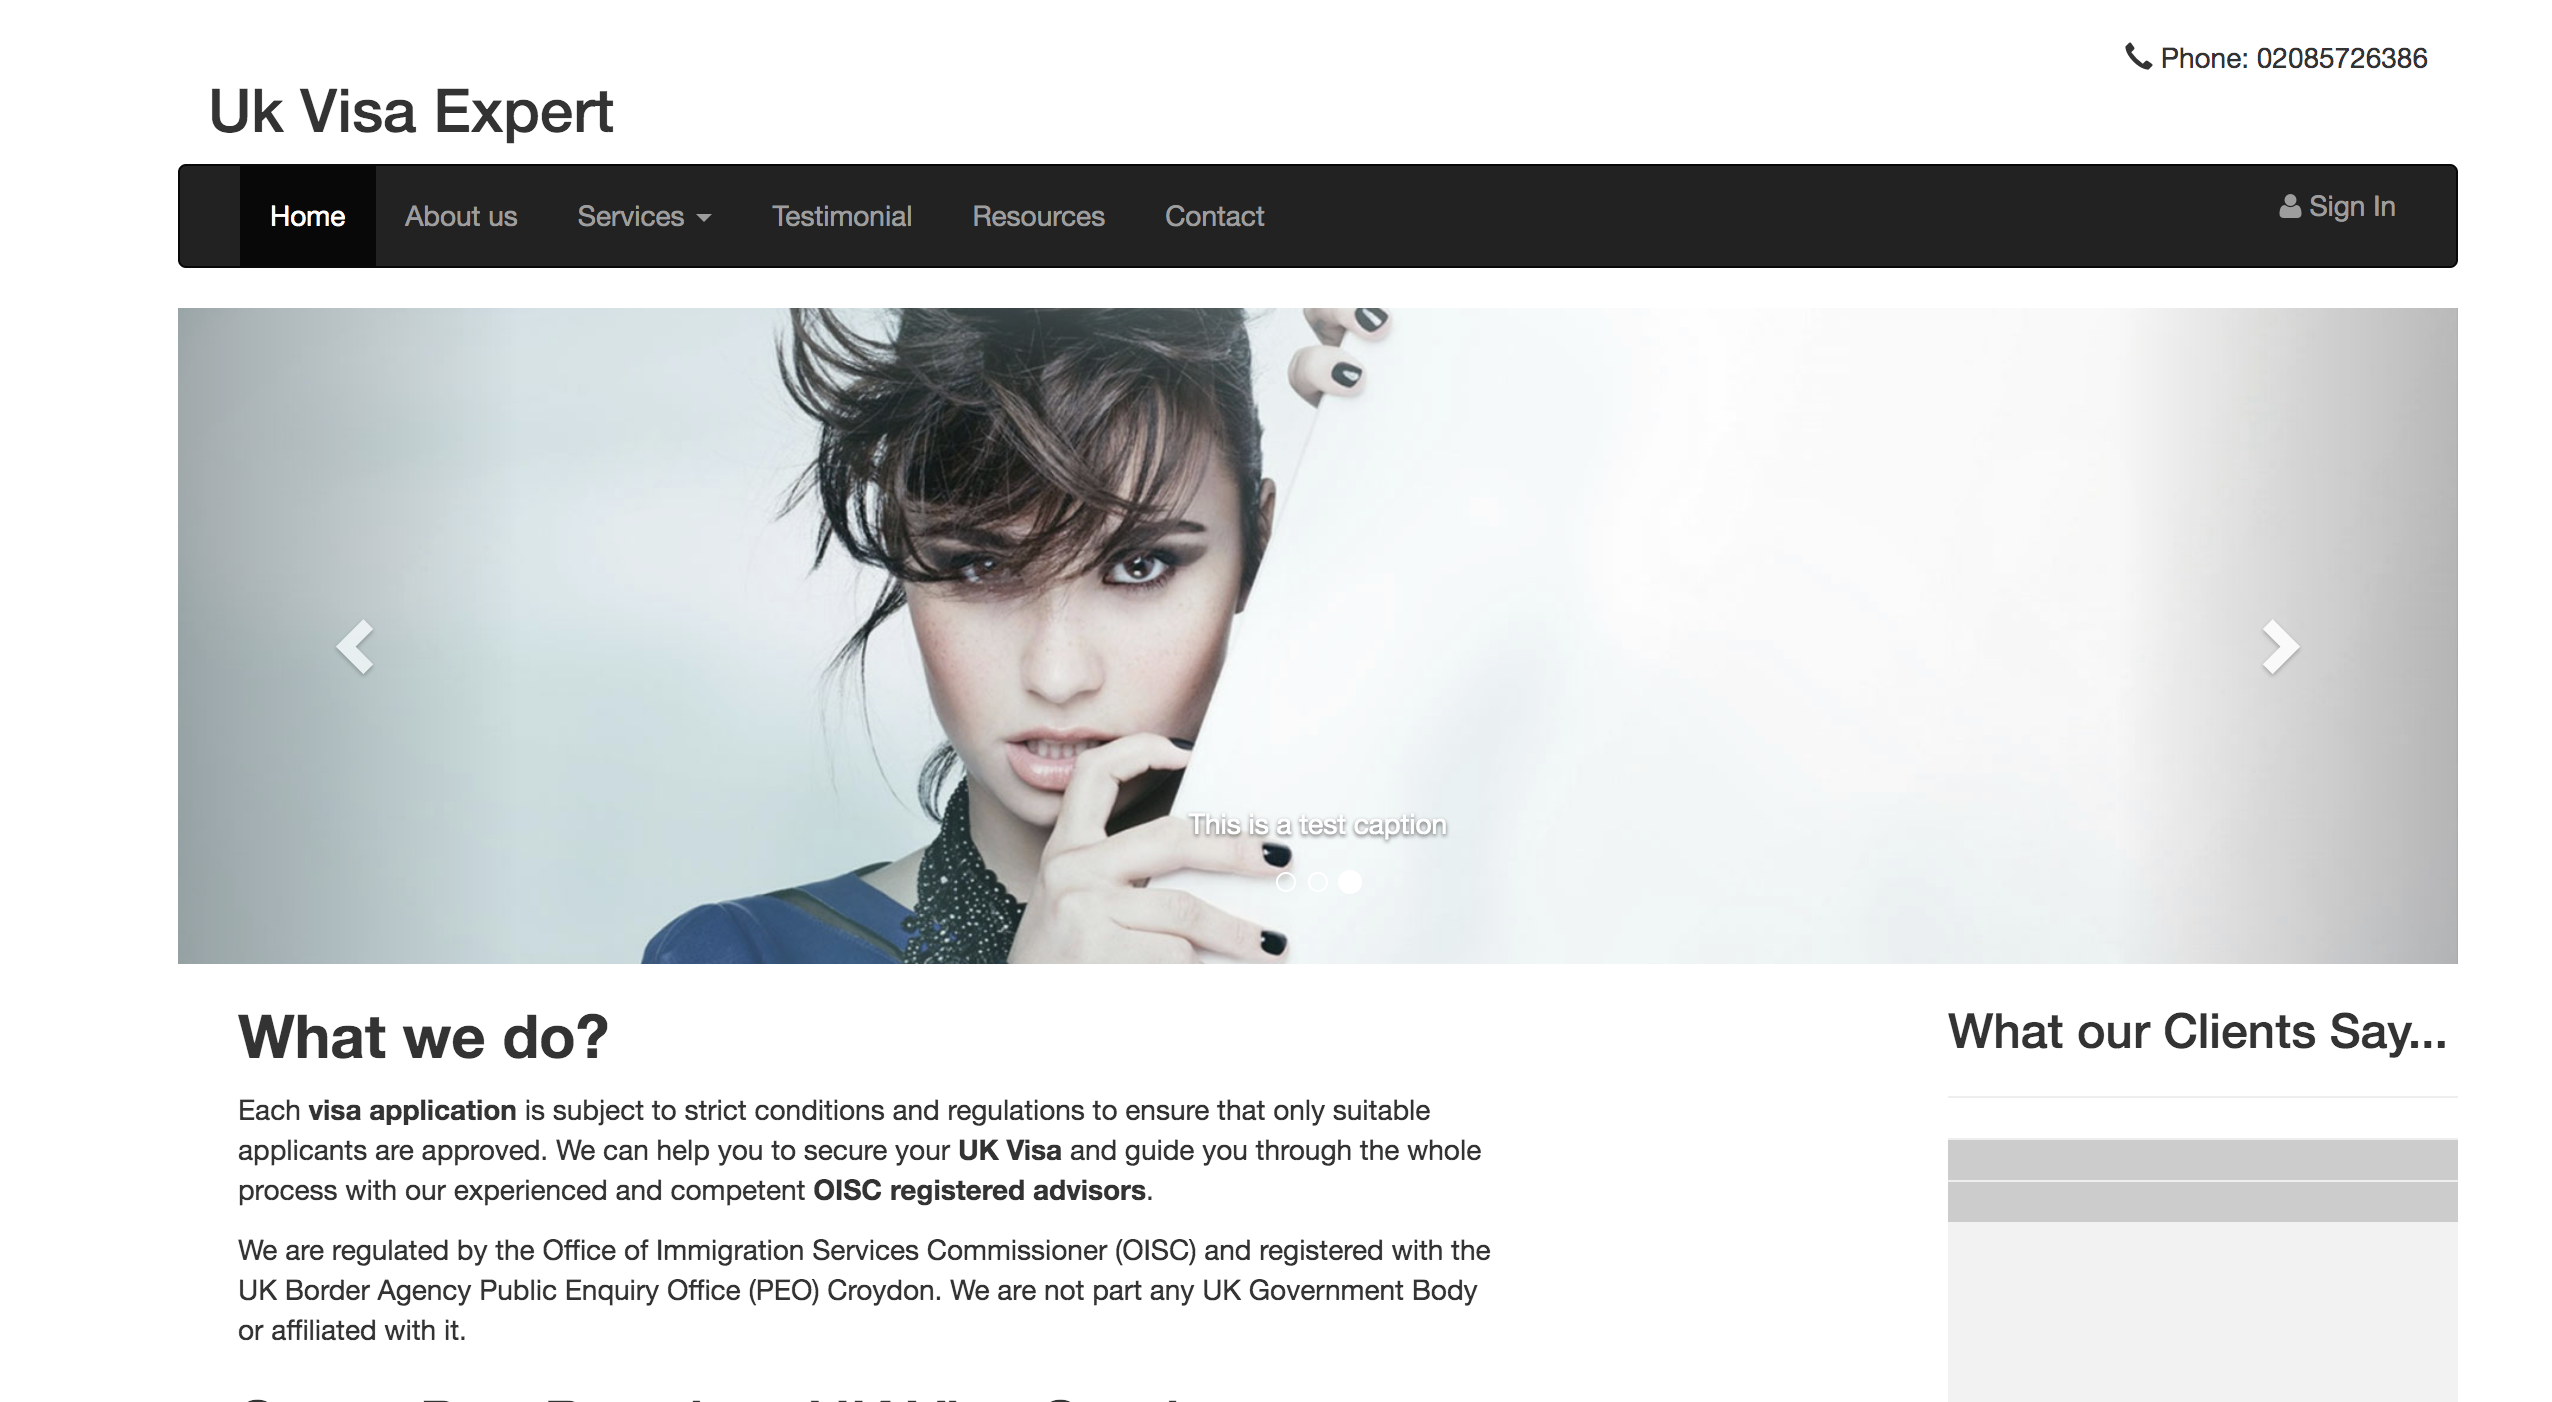 Phone: 02085726386
Uk Visa Expert
Home About us Services Testimonial Resources Contact Sign In
This is a test caption
What we do?
Each visa application is subject to strict conditions and regulations to ensure that only suitable
applicants are approved. We can help you to secure your UK Visa and guide you through the whole
process with our experienced and competent OISC registered advisors.
We are regulated by the Office of Immigration Services Commissioner (OISC) and registered with the
UK Border Agency Public Enquiry Office (PEO) Croydon. We are not part any UK Government Body
or affiliated with it.
What our Clients Say...